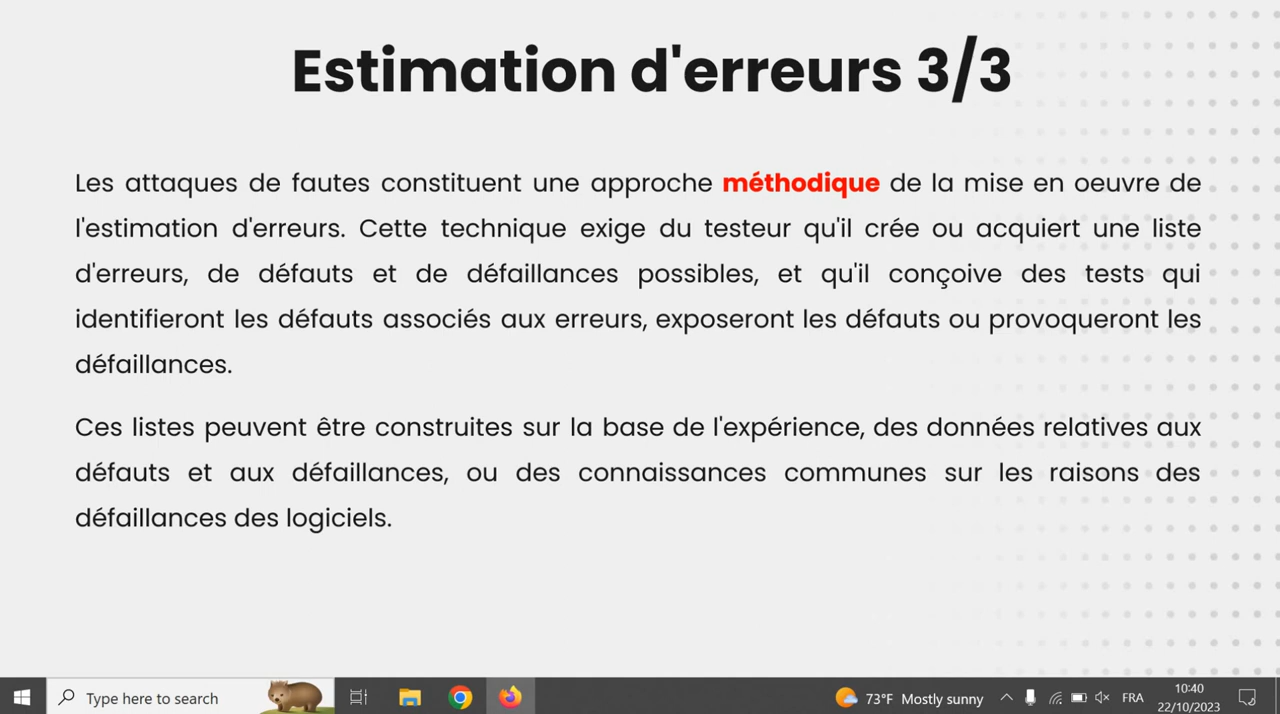 Estimation d'erreurs 3/3
Les attaques de fautes constituent une approche méthodique de la mise en oeuvre de
l'estimation d'erreurs. Cette technique exige du testeur qu'il crée ou acquiert une liste
d'erreurs, de défauts et de défaillances possibles, et qu'il conçoive des tests qui
identifieront les défauts associés aux erreurs, exposeront les défauts ou provoqueront les
défaillances.
Ces listes peuvent être construites sur la base de l'expérience, des données relatives aux
défauts et aux défaillances, ou des connaissances communes sur les raisons des
défaillances des logiciels.
Type here to search
73°F Mostly sunny
FRA
10:40
22/10/2023